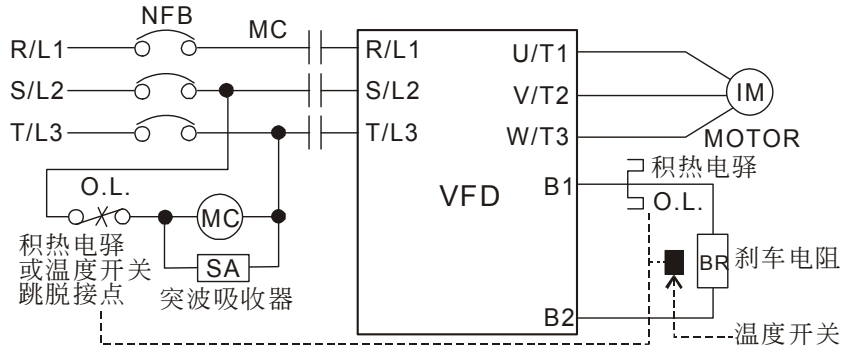 NFB
MC
R/L1
R/L1
U/T1
S/L2
S/L2
V/T2
IM
T/L3
T/L3
W/T3
MOTOR
积热电驿
O.L.
B1
VFD
O.L.
MC
积热电驿
或温度开关
跳脱接点
SA
突波吸收器
BR
刹车电阻
B2
温度开关